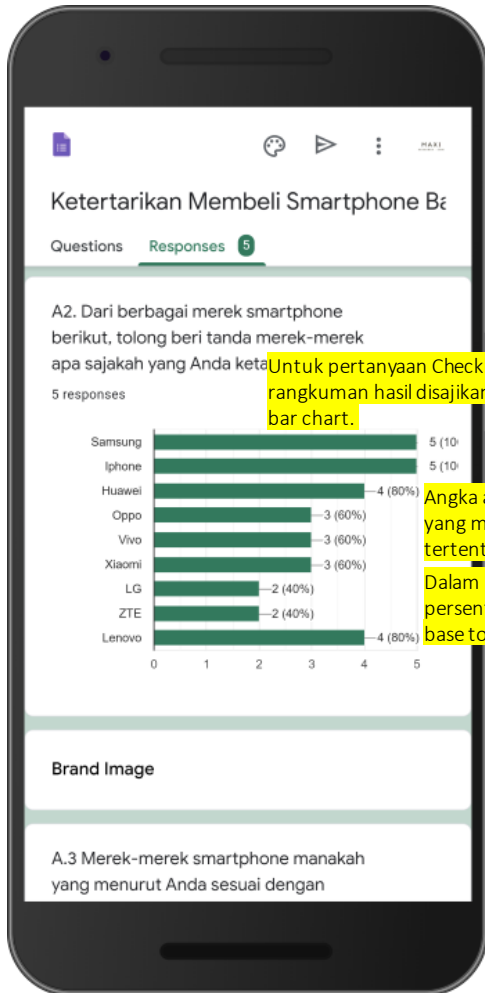 MARI
Ketertarikan Membeli Smartphone Ba
Questions Responses 5
A2. Dari berbagai merek smartphone
berikut, tolong beri tanda merek-merek
apa sajakah yang Anda keta
5 responses
Untuk pertanyaan Check
rangkuman hasil disajikan
bar chart.
Samsung 5 (10
Iphone 5 (10
Huawei 4 (80%)
Oppo 3 (60%)
Vivo 3 (60%)
Xiaomi 3 (60%)
LG 2 (40%)
ZTE 2 (40%)
Lenovo 4 (80%)
0 1 2 3 4 5
Angka
yang m
tertent
Dalam
persen
base to
Brand Image
A.3 Merek-merek smartphone manakah
yang menurut Anda sesuai dengan